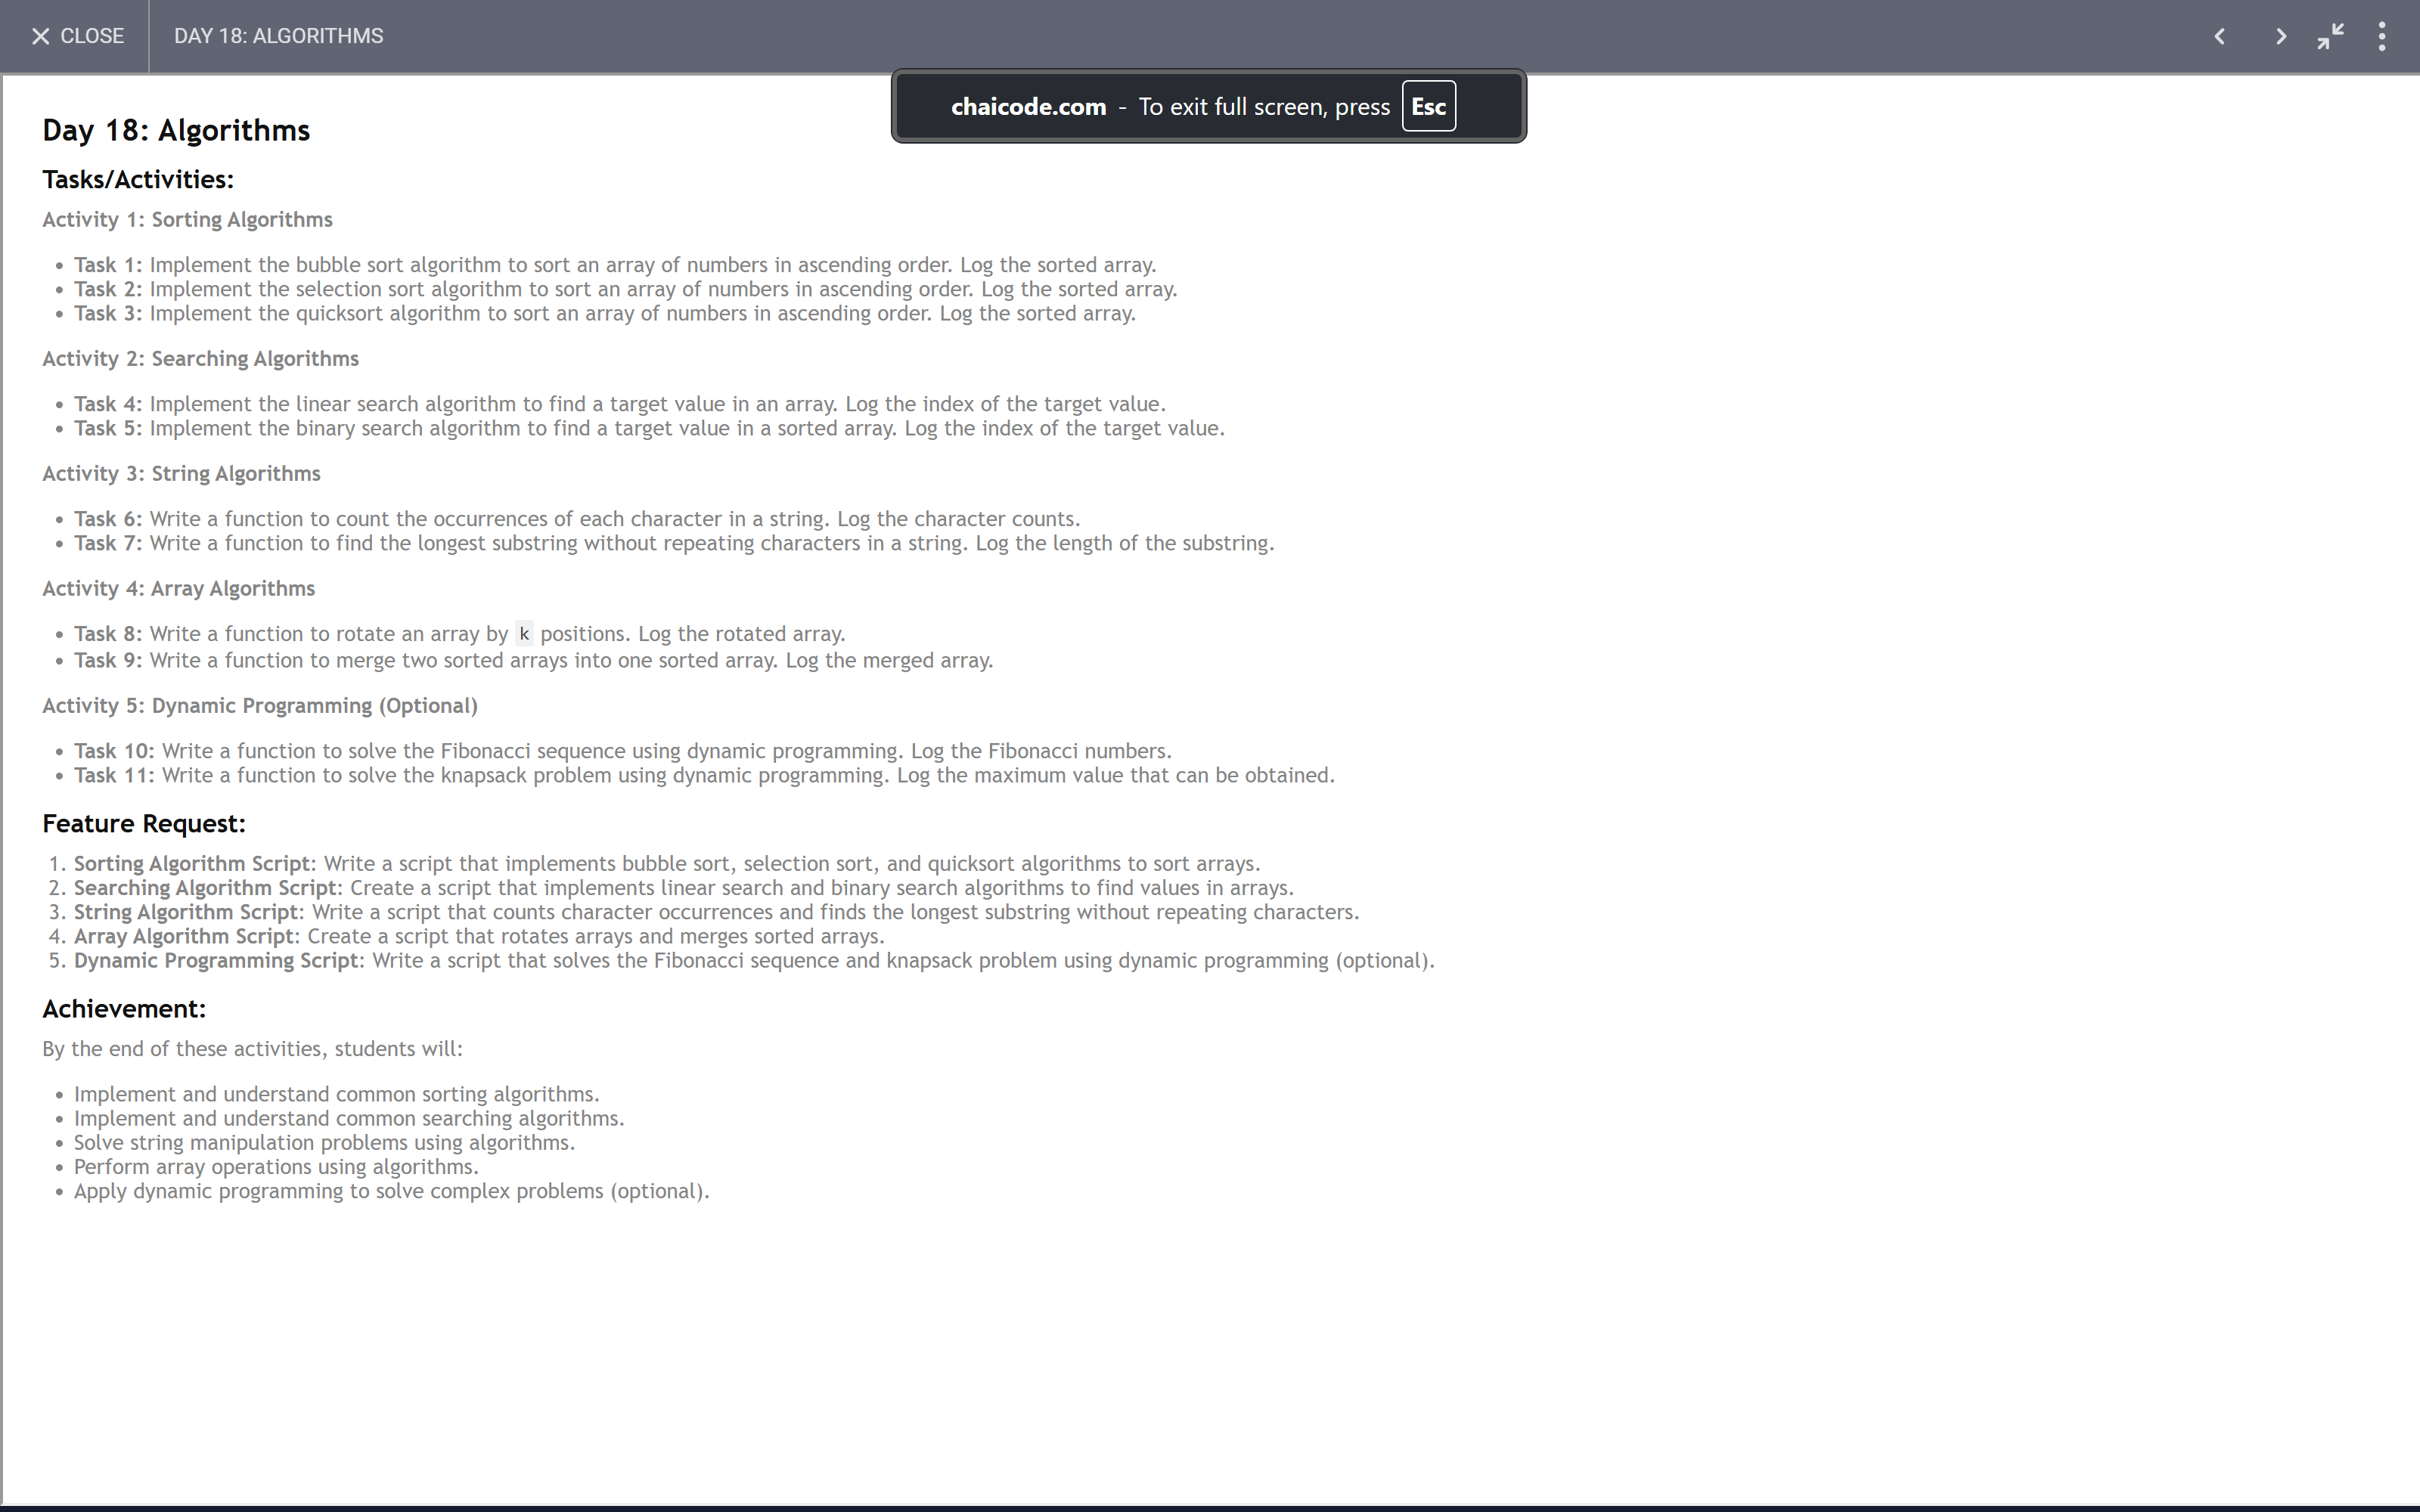 CLOSE
DAY 18: ALGORITHMS
chaicode.com - To exit full screen, press Esc
Day 18: Algorithms
Tasks/Activities:
Activity 1: Sorting Algorithms
• Task 1: Implement the bubble sort algorithm to sort an array of numbers in ascending order. Log the sorted array.
• Task 2: Implement the selection sort algorithm to sort an array of numbers in ascending order. Log the sorted array.
• Task 3: Implement the quicksort algorithm to sort an array of numbers in ascending order. Log the sorted array.
Activity 2: Searching Algorithms
• Task 4: Implement the linear search algorithm to find a target value in an array. Log the index of the target value.
• Task 5: Implement the binary search algorithm to find a target value in a sorted array. Log the index of the target value.
Activity 3: String Algorithms
• Task 6: Write a function to count the occurrences of each character in a string. Log the character counts.
• Task 7: Write a function to find the longest substring without repeating characters in a string. Log the length of the substring.
Activity 4: Array Algorithms
• Task 8: Write a function to rotate an array by k positions. Log the rotated array.
• Task 9: Write a function to merge two sorted arrays into one sorted array. Log the merged array.
Activity 5: Dynamic Programming (Optional)
• Task 10: Write a function to solve the Fibonacci sequence using dynamic programming. Log the Fibonacci numbers.
• Task 11: Write a function to solve the knapsack problem using dynamic programming. Log the maximum value that can be obtained.
Feature Request:
1. Sorting Algorithm Script: Write a script that implements bubble sort, selection sort, and quicksort algorithms to sort arrays.
2. Searching Algorithm Script: Create a script that implements linear search and binary search algorithms to find values in arrays.
3. String Algorithm Script: Write a script that counts character occurrences and finds the longest substring without repeating characters.
4. Array Algorithm Script: Create a script that rotates arrays and merges sorted arrays.
5. Dynamic Programming Script: Write a script that solves the Fibonacci sequence and knapsack problem using dynamic programming (optional).
Achievement:
By the end of these activities, students will:
• Implement and understand common sorting algorithms.
• Implement and understand common searching algorithms.
• Solve string manipulation problems using algorithms.
• Perform array operations using algorithms.
• Apply dynamic programming to solve complex problems (optional).